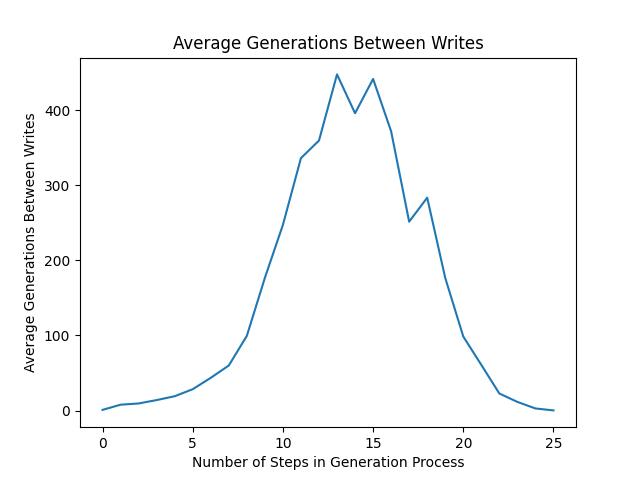 Average Generations Between Writes
Average Generations Between Writes
400
300
200
100
0
0 5 10 15 20 25
Number of Steps in Generation Process